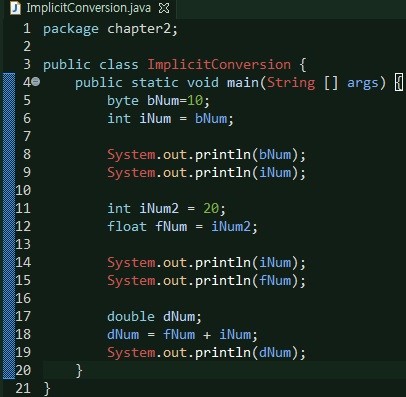 ImplicitConversion.java
1 package chapter2;
2
3 public class ImplicitConversion {
4 public static void main(String [] args) {
5 byte bNum=10;
6 int iNum = bNum;
7
8 System.out.println(bNum);
9 System.out.println(iNum);
10
11 int iNum2 = 20;
12 float fNum = iNum2;
13
14 System.out.println(iNum);
15 System.out.println(fNum);
16
17 double dNum;
18 dNum = fNum + iNum;
19 System.out.println(dNum);
20 }
21 }